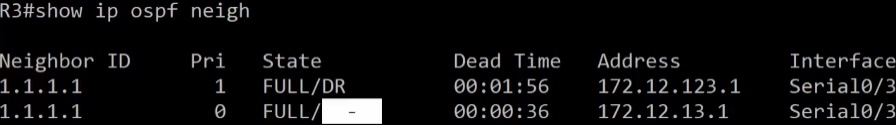 R3#show ip ospf neigh
Neighbor ID Pri State Dead Time Address Interface
1.1.1.1 1 FULL/DR 00:01:56 172.12.123.1 Serial0/3
1.1.1.1 0 FULL/ - 00:00:36 172.12.13.1 Serial0/3